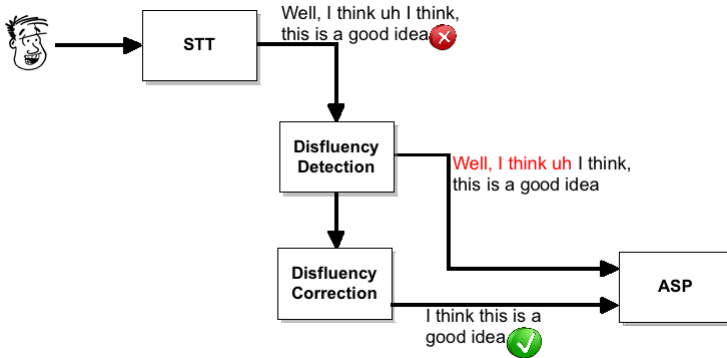 Well, I think uh I think,
this is a good idea
STT
Disfluency
Detection
Well, I think uh I think,
this is a good idea
Disfluency
Correction
ASP
I think this is a
good idea